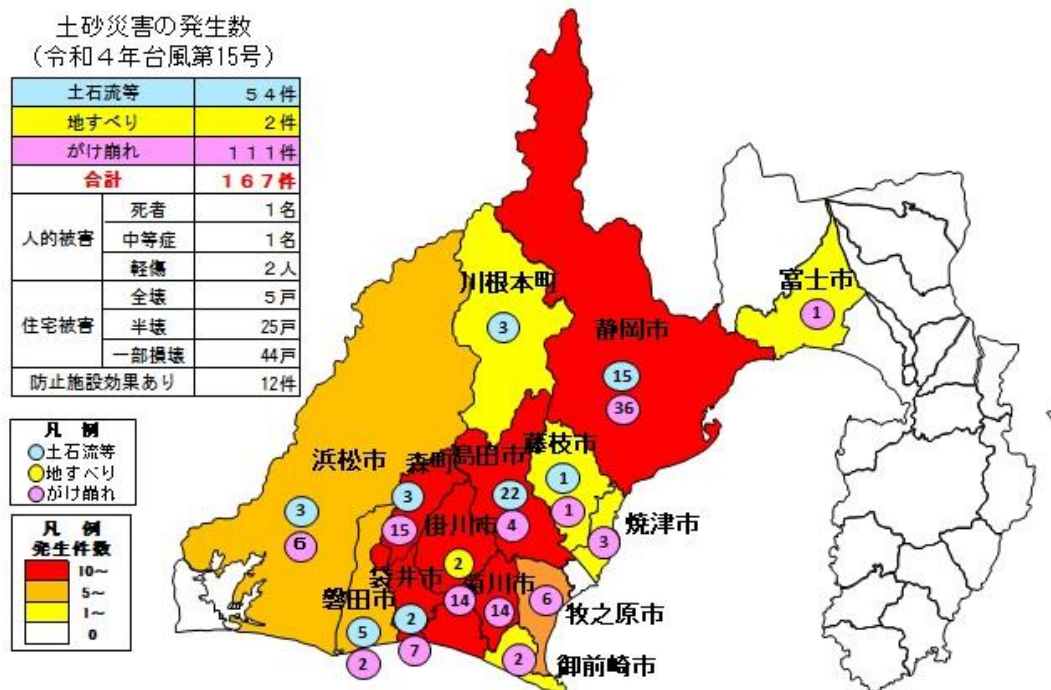 土砂災害の発生数
（令和４年台風第15号）
土石流等 ５４件
地すべり ２件
がけ崩れ １１１件
合計 １６７件
人的被害 死者 １名
中等症 １名
軽傷 ２人
住宅被害 全壊 ５戸
半壊 25戸
一部損壊 44戸
防止施設効果あり 12件
凡 例
土石流等
地すべり
がけ崩れ
凡 例
発生件数
10～
5～
1～
0
川根本町
3
静岡市
15
36
富士市
1
浜松市
3
6
森町
3
15
島田市
22
4
藤枝市
1
1
焼津市
3
掛川市
2
14
袋井市
2
7
菊川市
14
磐田市
5
2
牧之原市
6
御前崎市
2